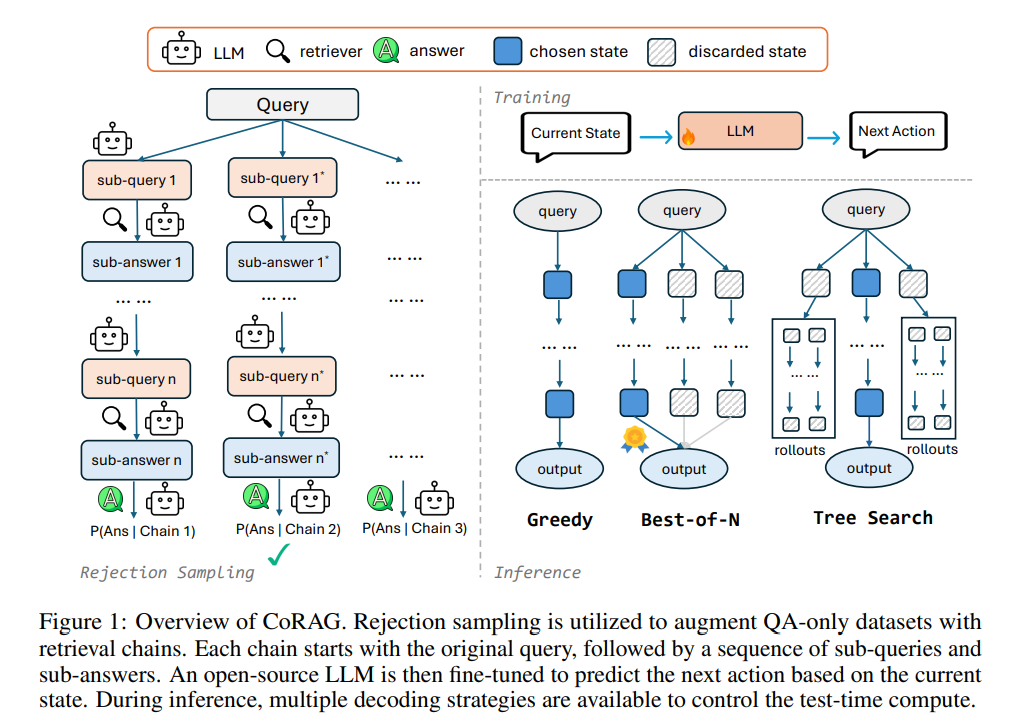 LLM retriever answer chosen state discarded state
Query
sub-query 1 sub-query 1* ... ...
sub-answer 1 sub-answer 1* ... ...
... ... ... ... ... ...
sub-query n sub-query n* ... ...
sub-answer n sub-answer n* ... ...
A A A
P(Ans | Chain 1) P(Ans | Chain 2) P(Ans | Chain 3)
Rejection Sampling
Training
Current State LLM Next Action
query query query
... ... ... ... ... ... ... ... ... ...
... ... ... ...
rollouts rollouts
output output output
Greedy Best-of-N Tree Search
Inference
Figure 1: Overview of CoRAG. Rejection sampling is utilized to augment QA-only datasets with
retrieval chains. Each chain starts with the original query, followed by a sequence of sub-queries and
sub-answers. An open-source LLM is then fine-tuned to predict the next action based on the current
state. During inference, multiple decoding strategies are available to control the test-time compute.